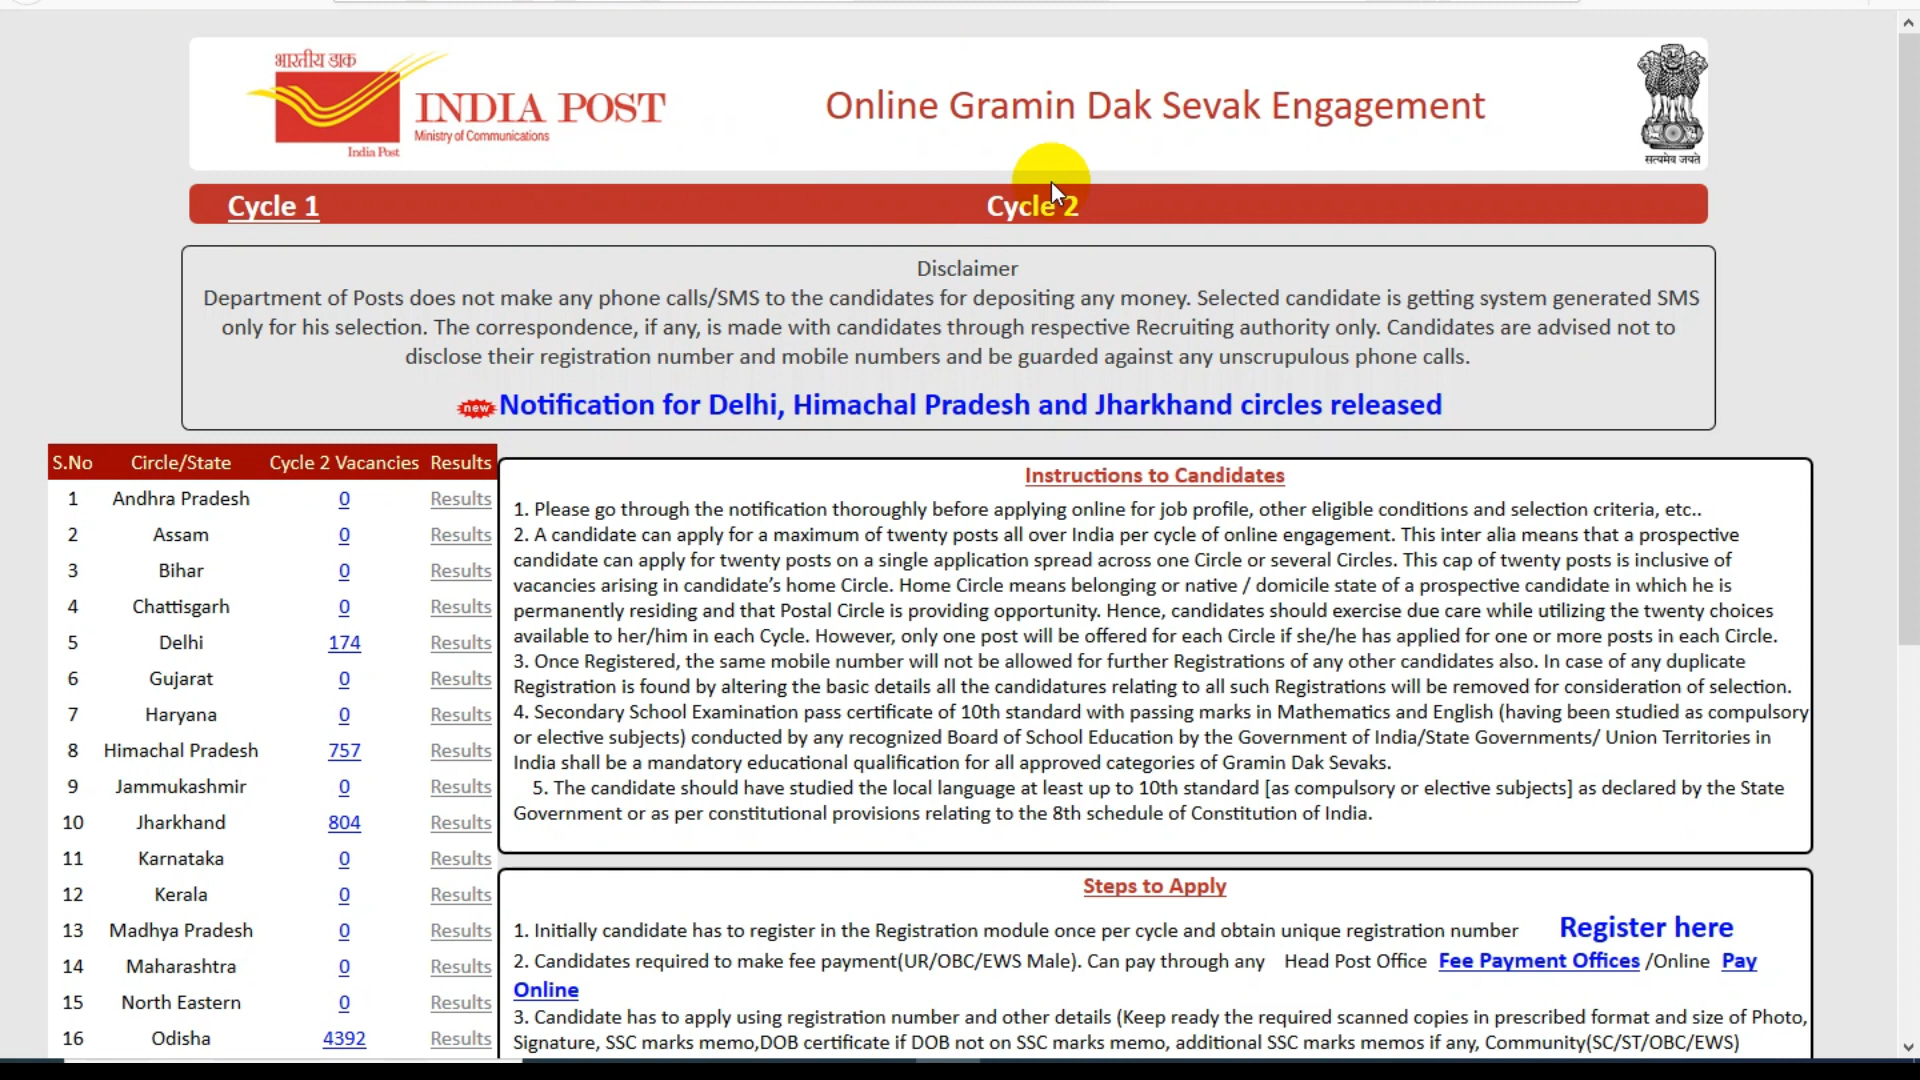 भारतीय डाक
INDIA POST
Ministry of Communications
India Post
Online Gramin Dak Sevak Engagement
सत्यमेव जयते
Cycle 1
Cycle 2
Disclaimer
Department of Posts does not make any phone calls/SMS to the candidates for depositing any money. Selected candidate is getting system generated SMS
only for his selection. The correspondence, if any, is made with candidates through respective Recruiting authority only. Candidates are advised not to
disclose their registration number and mobile numbers and be guarded against any unscrupulous phone calls.
new Notification for Delhi, Himachal Pradesh and Jharkhand circles released
S.No Circle/State Cycle 2 Vacancies Results
1 Andhra Pradesh 0 Results
2 Assam 0 Results
3 Bihar 0 Results
4 Chattisgarh 0 Results
5 Delhi 174 Results
6 Gujarat 0 Results
7 Haryana 0 Results
8 Himachal Pradesh 757 Results
9 Jammukashmir 0 Results
10 Jharkhand 804 Results
11 Karnataka 0 Results
12 Kerala 0 Results
13 Madhya Pradesh 0 Results
14 Maharashtra 0 Results
15 North Eastern 0 Results
16 Odisha 4392 Results
Instructions to Candidates
1. Please go through the notification thoroughly before applying online for job profile, other eligible conditions and selection criteria, etc..
2. A candidate can apply for a maximum of twenty posts all over India per cycle of online engagement. This inter alia means that a prospective
candidate can apply for twenty posts on a single application spread across one Circle or several Circles. This cap of twenty posts is inclusive of
vacancies arising in candidate’s home Circle. Home Circle means belonging or native / domicile state of a prospective candidate in which he is
permanently residing and that Postal Circle is providing opportunity. Hence, candidates should exercise due care while utilizing the twenty choices
available to her/him in each Cycle. However, only one post will be offered for each Circle if she/he has applied for one or more posts in each Circle.
3. Once Registered, the same mobile number will not be allowed for further Registrations of any other candidates also. In case of any duplicate
Registration is found by altering the basic details all the candidatures relating to all such Registrations will be removed for consideration of selection.
4. Secondary School Examination pass certificate of 10th standard with passing marks in Mathematics and English (having been studied as compulsory
or elective subjects) conducted by any recognized Board of School Education by the Government of India/State Governments/ Union Territories in
India shall be a mandatory educational qualification for all approved categories of Gramin Dak Sevaks.
5. The candidate should have studied the local language at least up to 10th standard [as compulsory or elective subjects] as declared by the State
Government or as per constitutional provisions relating to the 8th schedule of Constitution of India.
Steps to Apply
1. Initially candidate has to register in the Registration module once per cycle and obtain unique registration number Register here
2. Candidates required to make fee payment(UR/OBC/EWS Male). Can pay through any Head Post Office Fee Payment Offices /Online Pay
Online
3. Candidate has to apply using registration number and other details (Keep ready the required scanned copies in prescribed format and size of Photo,
Signature, SSC marks memo,DOB certificate if DOB not on SSC marks memo, additional SSC marks memos if any, Community(SC/ST/OBC/EWS)